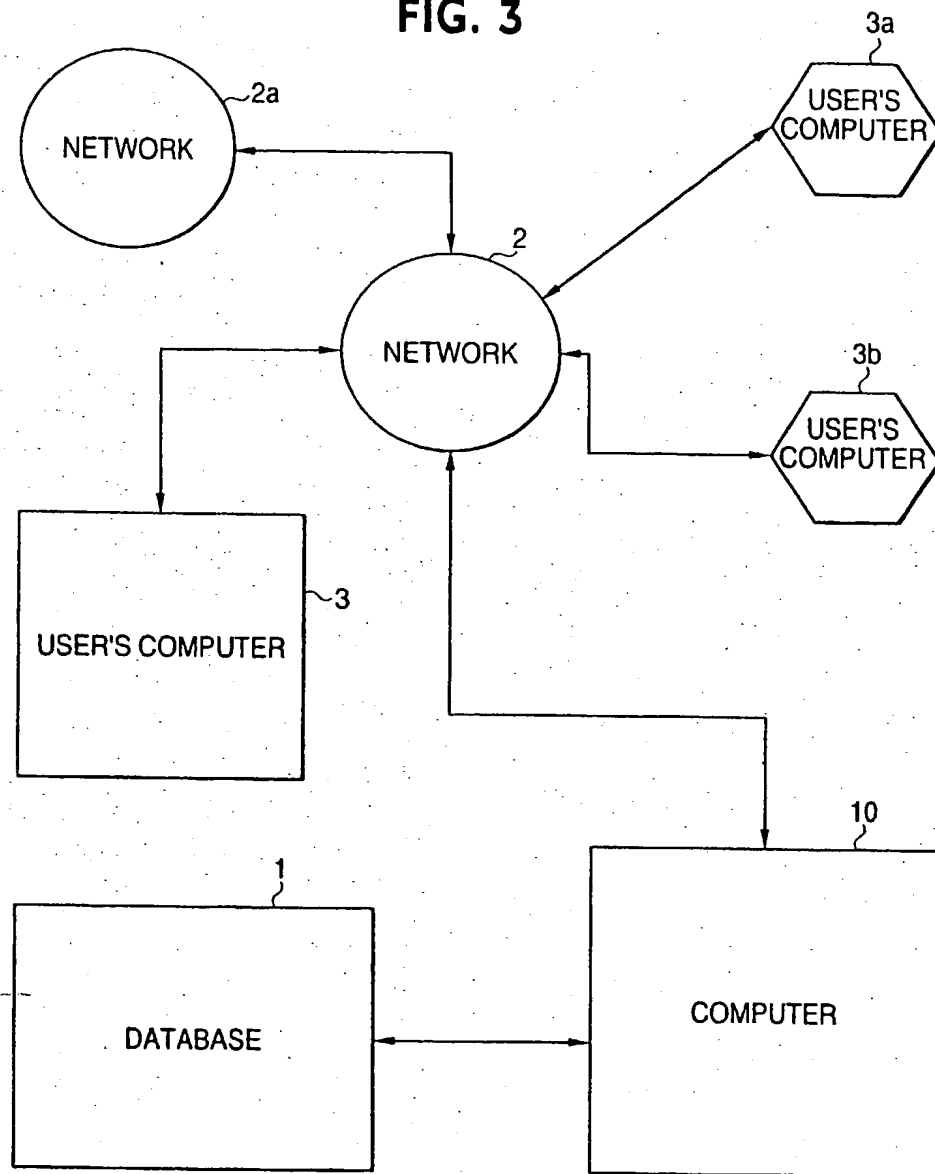 FIG. 3
3a
USER'S
COMPUTER
2a
NETWORK
2
NETWORK
3b
USER'S
COMPUTER
3
USER'S COMPUTER
10
COMPUTER
1
DATABASE